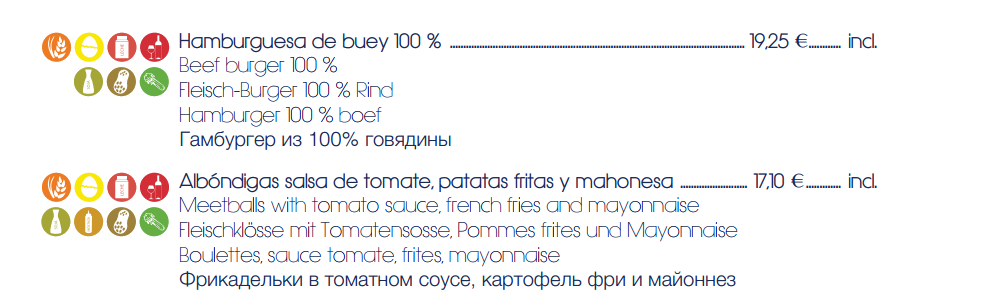 Hamburguesa de buey 100 % ........................ 19,25 €........... incl.
Beef burger 100 %
Fleisch-Burger 100 % Rind
Hamburger 100 % boef
Гамбургер из 100% говядины
Albóndigas salsa de tomate, patatas fritas y mahonesa ........................ 17,10 €............ incl.
Meetballs with tomato sauce, french fries and mayonnaise
Fleischklösse mit Tomatensosse, Pommes frites und Mayonnaise
Boulettes, sauce tomate, frites, mayonnaise
Фрикадельки в томатном соусе, картофель фри и майоннез